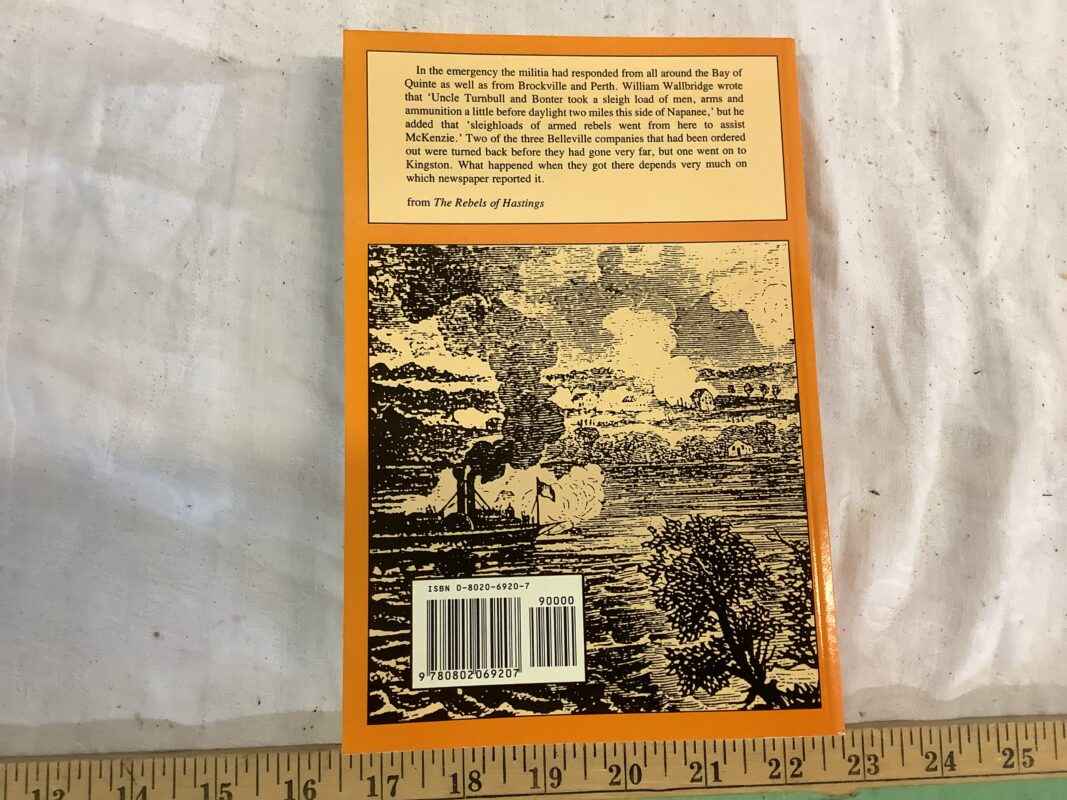 In the emergency the militia had responded from all around the Bay of
Quinte as well as from Brockville and Perth. William Wallbridge wrote
that ‘Uncle Turnbull and Bonter took a sleigh load of men, arms and
ammunition a little before daylight two miles this side of Napanee,’ but he
added that ‘sleighloads of armed rebels went from here to assist
McKenzie.’ Two of the three Belleville companies that had been ordered
out were turned back before they had gone very far, but one went on to
Kingston. What happened when they got there depends very much on
which newspaper reported it.
from The Rebels of Hastings
ISBN 0-8020-6920-7
90000
9 780802 069207
13 14 15 16 17 18 19 20 21 22 23 24 25